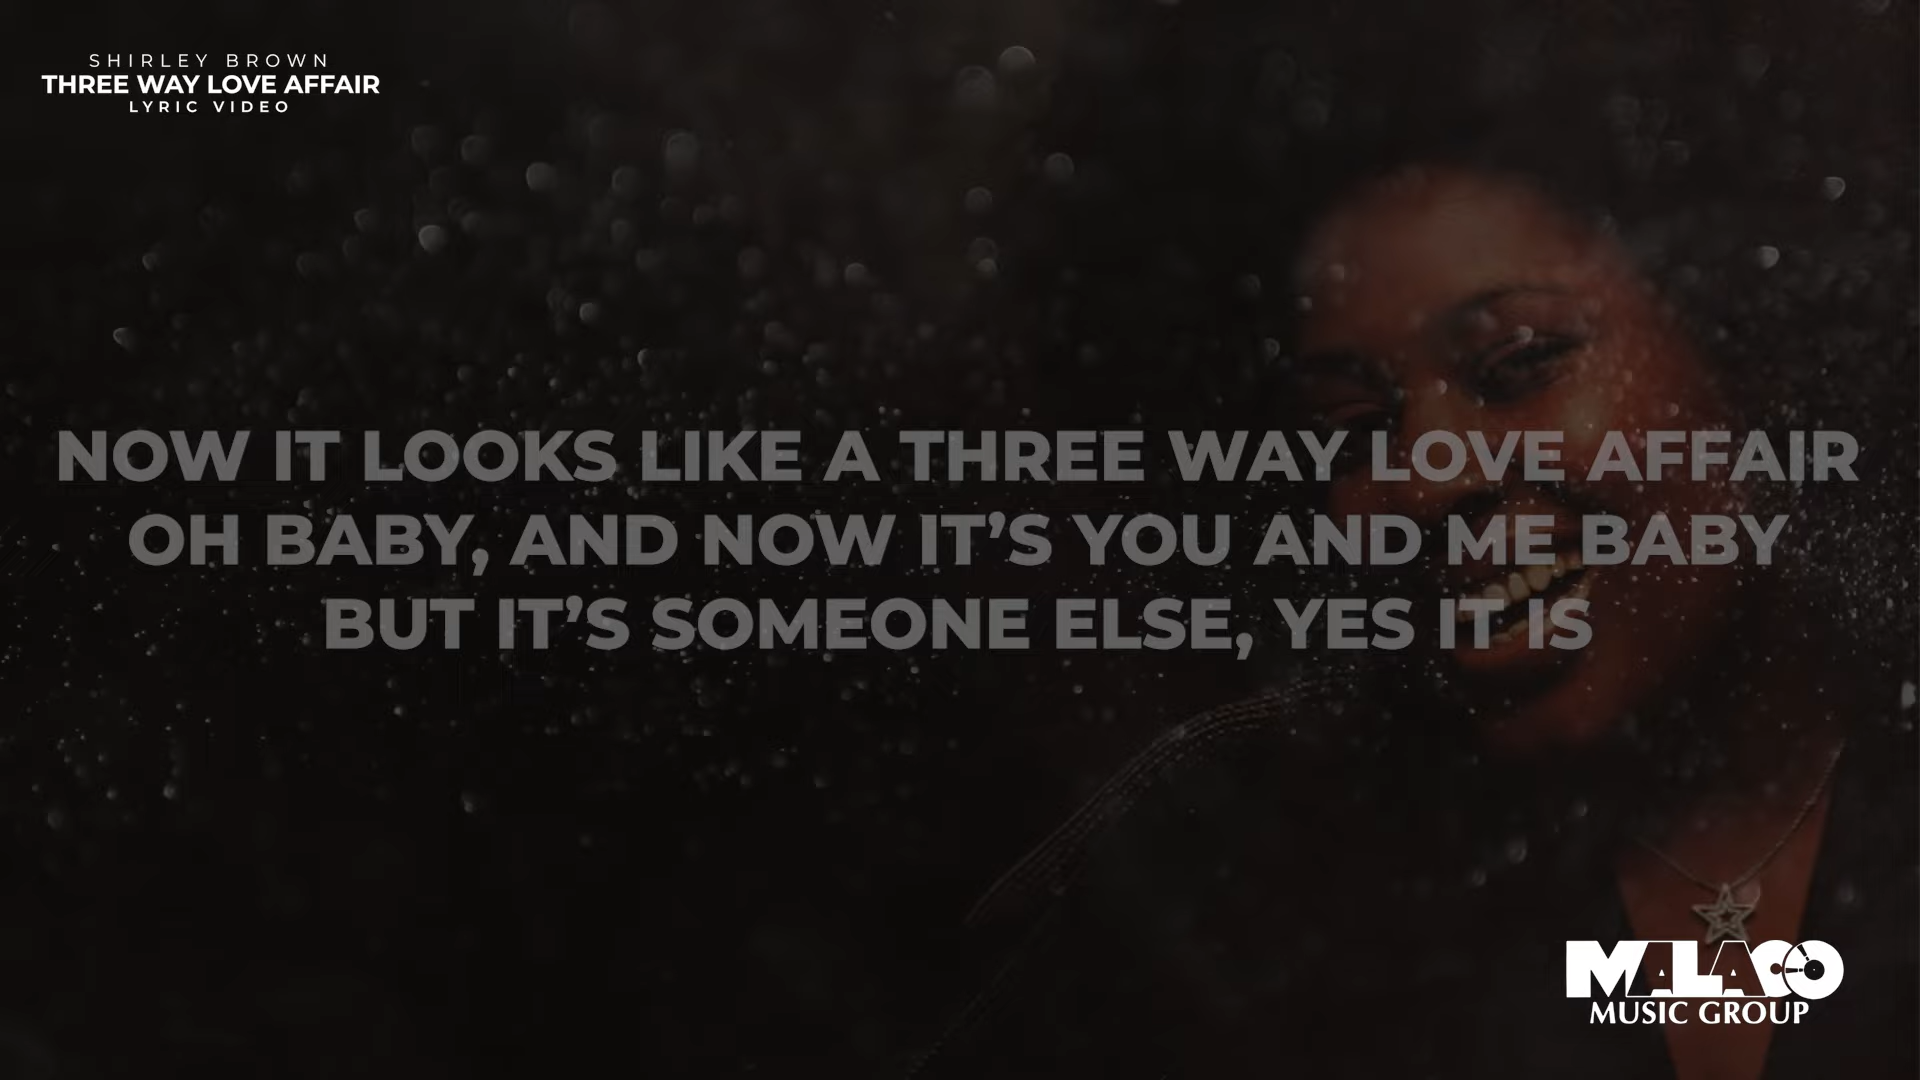 SHIRLEY BROWN
THREE WAY LOVE AFFAIR
LYRIC VIDEO
NOW IT LOOKS LIKE A THREE WAY LOVE AFFAIR
OH BABY, AND NOW IT’S YOU AND ME BABY
BUT IT’S SOMEONE ELSE, YES IT IS
MALACO
MUSIC GROUP